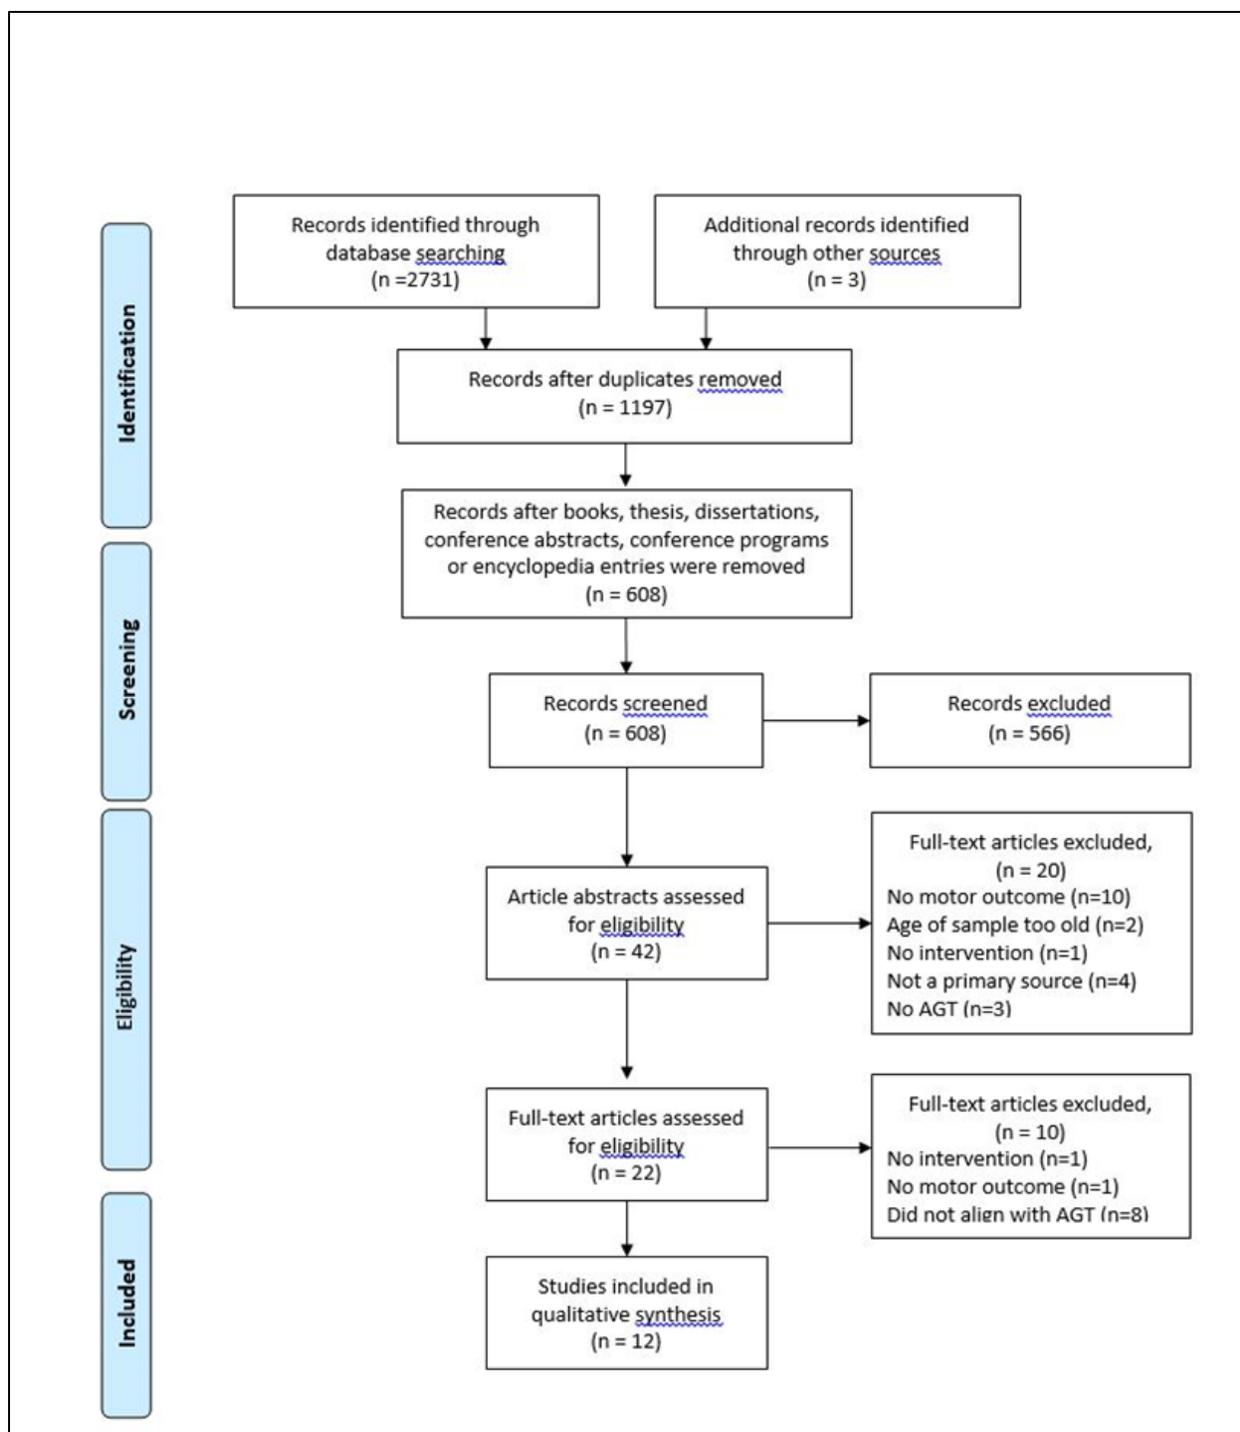 Identification
Records identified through
database searching
(n =2731)
Additional records identified
through other sources
(n = 3)
Records after duplicates removed
(n = 1197)
Records after books, thesis, dissertations,
conference abstracts, conference programs
or encyclopedia entries were removed
(n = 608)
Screening
Records screened
(n = 608)
Records excluded
(n = 566)
Eligibility
Article abstracts assessed
for eligibility
(n = 42)
Full-text articles excluded,
(n = 20)
No motor outcome (n=10)
Age of sample too old (n=2)
No intervention (n=1)
Not a primary source (n=4)
No AGT (n=3)
Full-text articles assessed
for eligibility
(n = 22)
Full-text articles excluded,
(n = 10)
No intervention (n=1)
No motor outcome (n=1)
Did not align with AGT (n=8)
Included
Studies included in
qualitative synthesis
(n = 12)